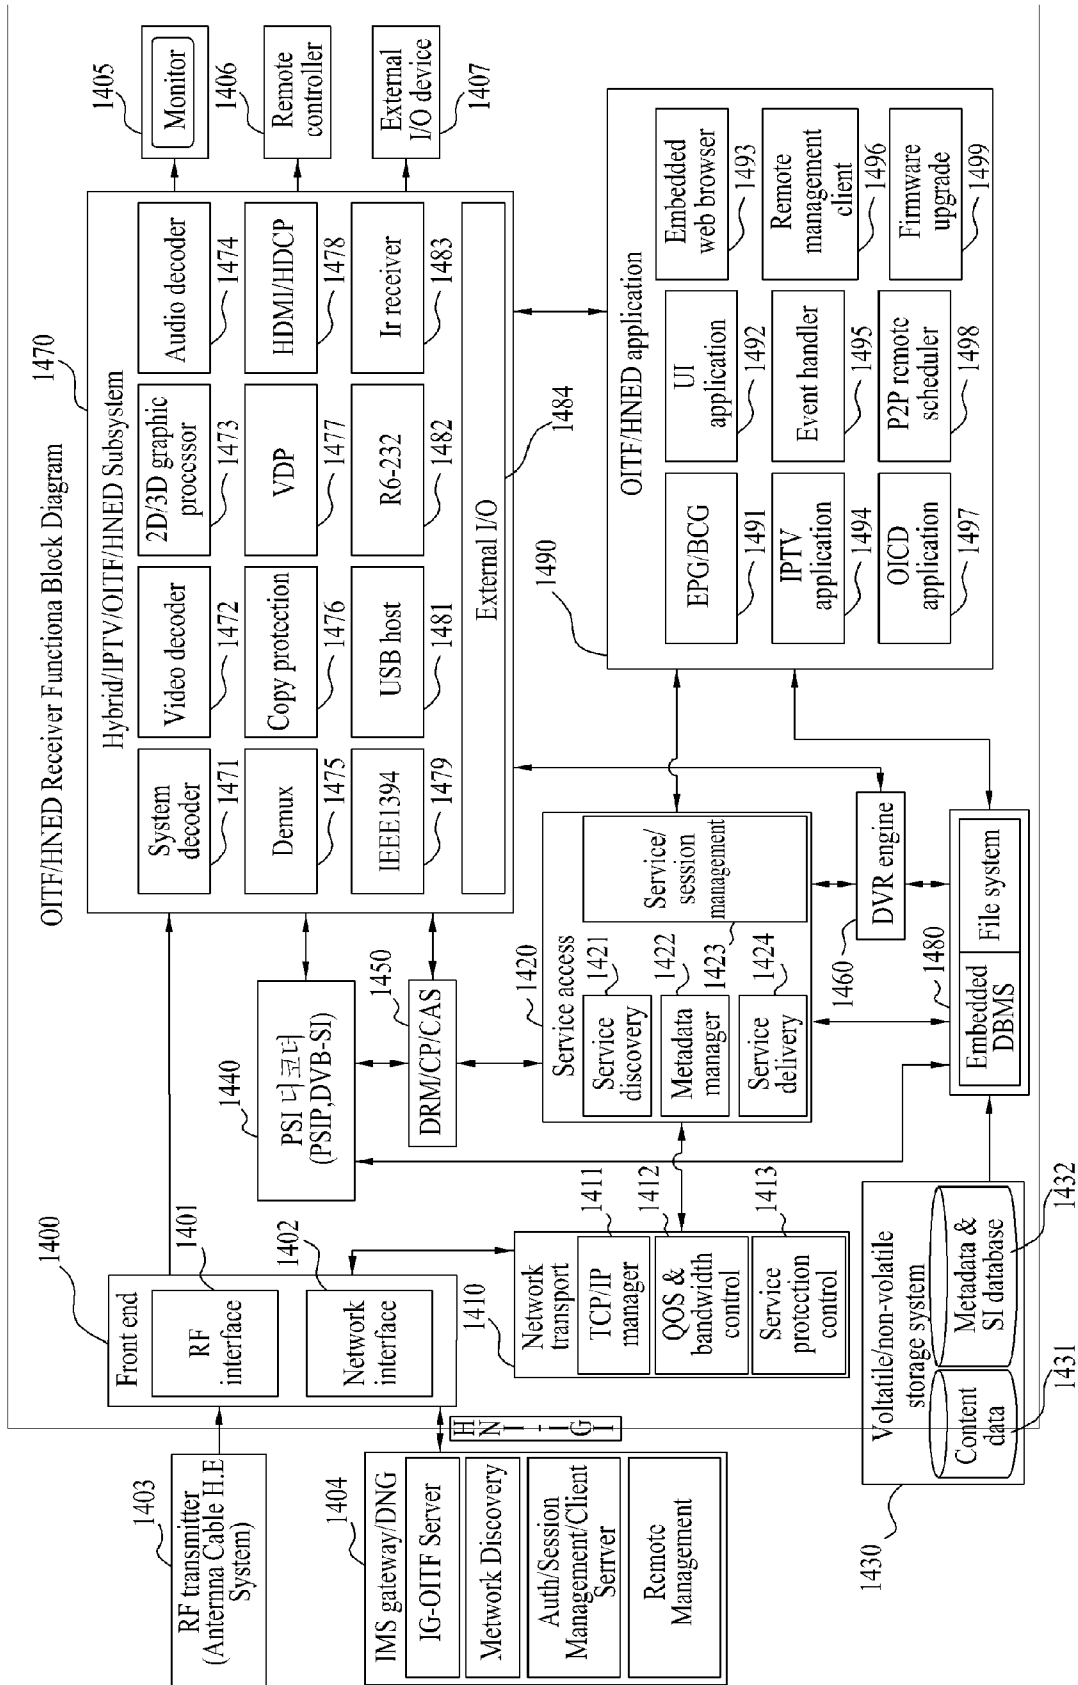 OITF/HNED Receiver Functiona Block Diagram
1403
RF transmitter
(Anternna Cable H.E
System)
1404
IMS gateway/DNG
IG-OITF Server
Metwork Discovery
Auth/Session
Management/Client
Serrver
Remote
Management
HNI-IGI
1400
Front end
1401
RF
interface
1402
Network
interface
1410
Network
transport
1411
TCP/IP
manager
1412
QOS &
bandwidth
control
1413
Service
protection
control
1430
Voltatile/non-volatile
storage system
Content
data
1431
Metadata &
SI database
1432
1440
PSI 디코더
(PSIP,DVB-SI)
1450
DRM/CP/CAS
1420
Service access
1421
Service
discovery
1422
Metadata
manager
1423
1424
Service
delivery
Service/
session
management
1460
DVR engine
1480
Embedded
DBMS
File system
1470
Hybrid/IPTV/OITF/HNED Subsystem
System
decoder
1471
Video decoder
1472
2D/3D graphic
processor
1473
Audio decoder
1474
Demux
1475
Copy protection
1476
VDP
1477
HDMI/HDCP
1478
IEEE1394
1479
USB host
1481
R6-232
1482
Ir receiver
1483
External I/O
1484
1405
Monitor
1406
Remote
controller
External
I/O device
1407
1490
OITF/HNED application
EPG/BCG
1491
UI
application
1492
Embedded
web browser
1493
IPTV
application
1494
Event handler
1495
Remote
management
client
1496
OICD
application
1497
P2P remote
scheduler
1498
Firmware
upgrade
1499